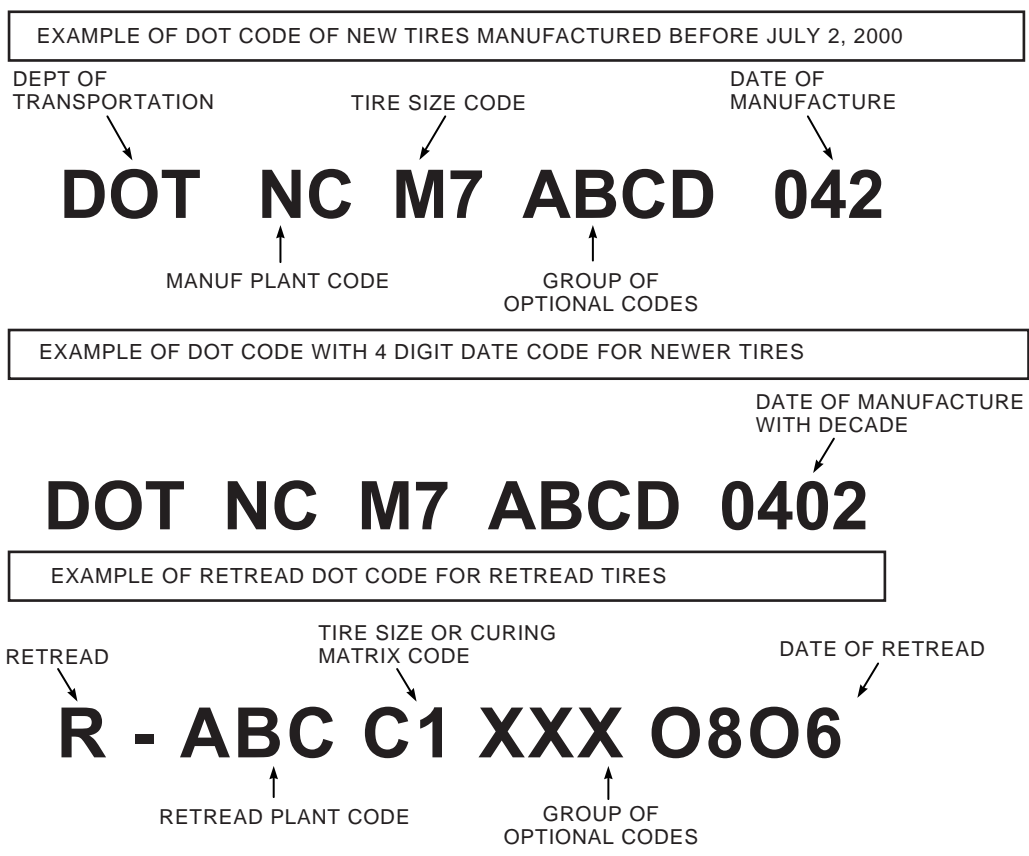 EXAMPLE OF DOT CODE OF NEW TIRES MANUFACTURED BEFORE JULY 2, 2000
DEPT OF
TRANSPORTATION
TIRE SIZE CODE
DATE OF
MANUFACTURE
DOT NC M7 ABCD 042
MANUF PLANT CODE
GROUP OF
OPTIONAL CODES
EXAMPLE OF DOT CODE WITH 4 DIGIT DATE CODE FOR NEWER TIRES
DATE OF MANUFACTURE
WITH DECADE
DOT NC M7 ABCD 0402
EXAMPLE OF RETREAD DOT CODE FOR RETREAD TIRES
RETREAD
TIRE SIZE OR CURING
MATRIX CODE
DATE OF RETREAD
R - ABC C1 XXX O8O6
RETREAD PLANT CODE
GROUP OF
OPTIONAL CODES